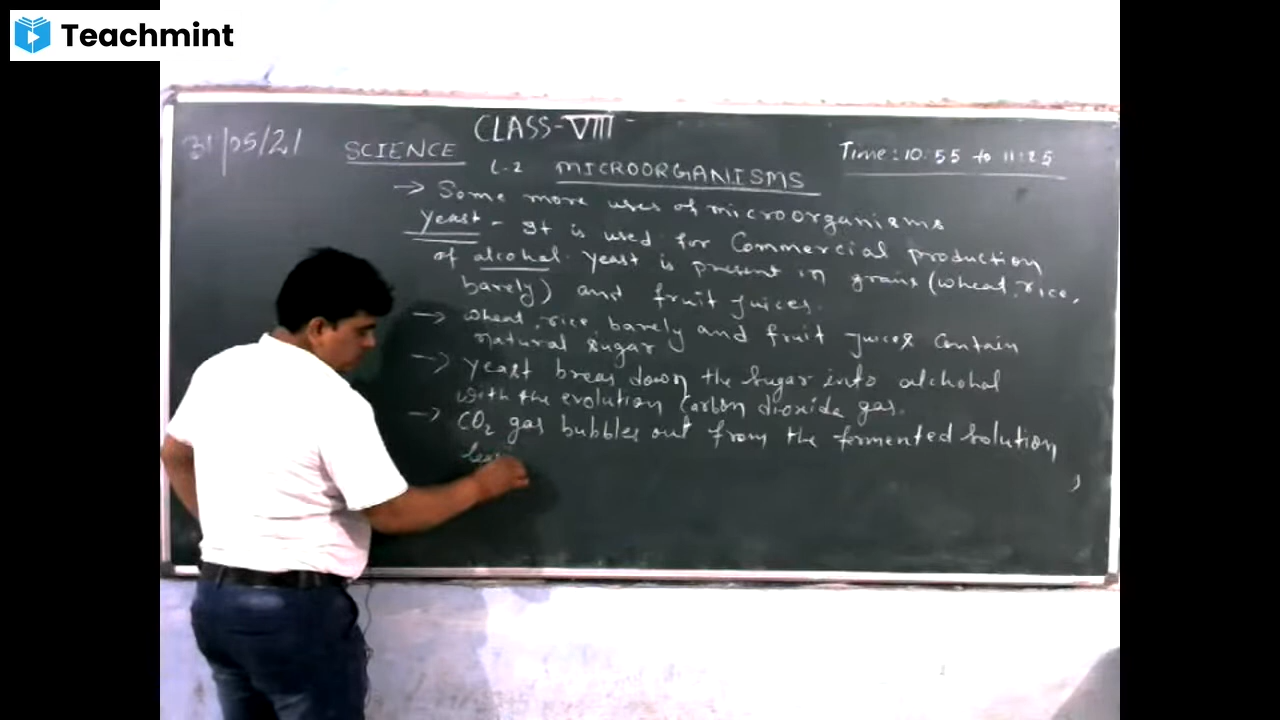 Teachmint
CLASS-VIII
31/05/21
SCIENCE
Time: 10:55 to 11:25
L-2 MICROORGANISMS
→ Some more uses of microorganisms
Yeast - It is used for Commercial production
of alcohal. Yeast is present in grains (wheat, rice,
barely) and fruit juices.
→ wheat, rice barely and fruit juices contain
natural sugar
→ Yeast break down the sugar into alchohal
with the evolution Carbon dioxide gas.
→ CO₂ gas bubbles out from the fermented solution